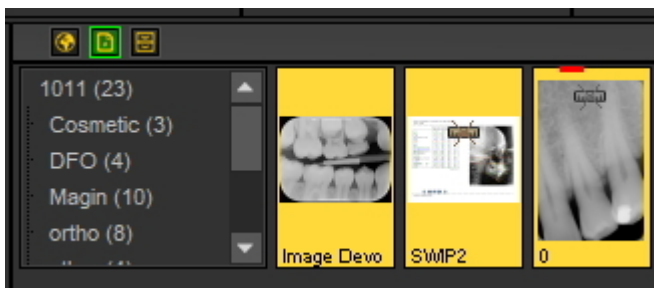 1011 (23)
Cosmetic (3)
DFO (4)
Magin (10)
ortho (8)
Image Devo
SWIP2
0